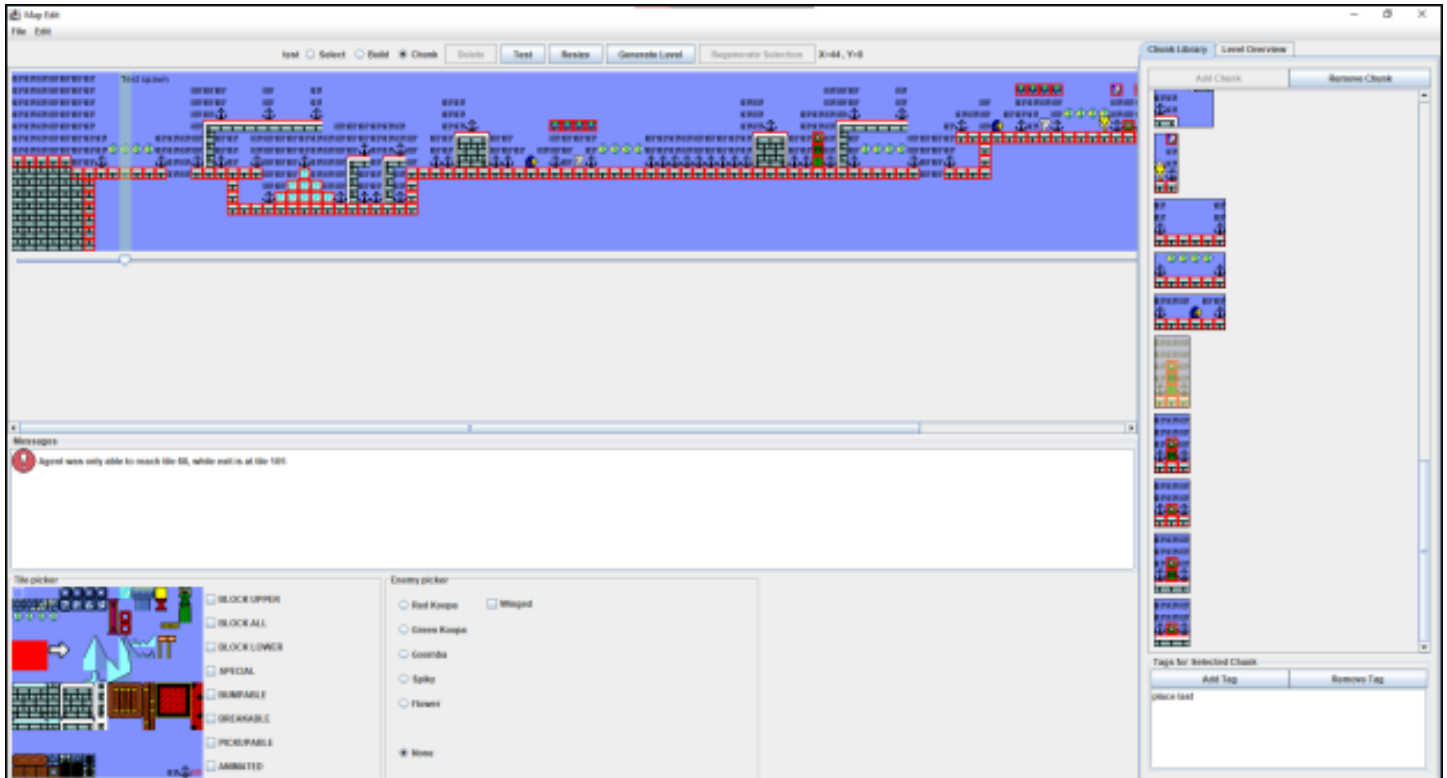 Map Edit
File Edit
test Select Build Chunk Delete Test Resize Generate Level Regenerate Selection X=44, Y=0
Chunk Library Level Overview
Add Chunk Remove Chunk
Test spawn
Messages
Agent was only able to reach tile 88, while exit is at tile 105
Tile picker
BLOCK UPPER
BLOCK ALL
BLOCK LOWER
SPECIAL
BUMPABLE
BREAKABLE
PICKUPABLE
ANIMATED
Enemy picker
Red Koopa Winged
Green Koopa
Goomba
Spiky
Flower
None
Tags for Selected Chunk
Add Tag Remove Tag
place last